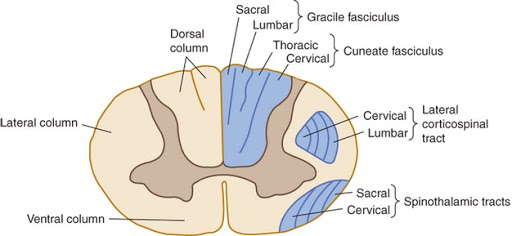 Sacral
Lumbar
Gracile fasciculus
Dorsal
column
Thoracic
Cervical
Cuneate fasciculus
Lateral column
Cervical
Lumbar
Lateral
corticospinal
tract
Sacral
Cervical
Spinothalamic tracts
Ventral column